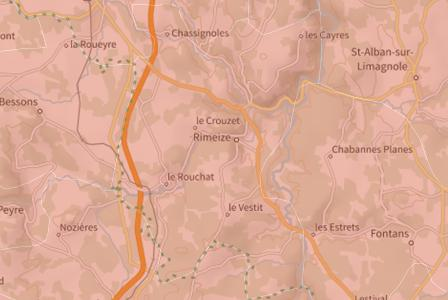 Chassignoles
les Cayres
ont
la Roueyre
St-Alban-sur-
Limagnole
Bessons
le Crouzet
Rimeize
Chabannes Planes
le Rouchat
Peyre
le Vestit
Nozières
les Estrets
Fontans
d